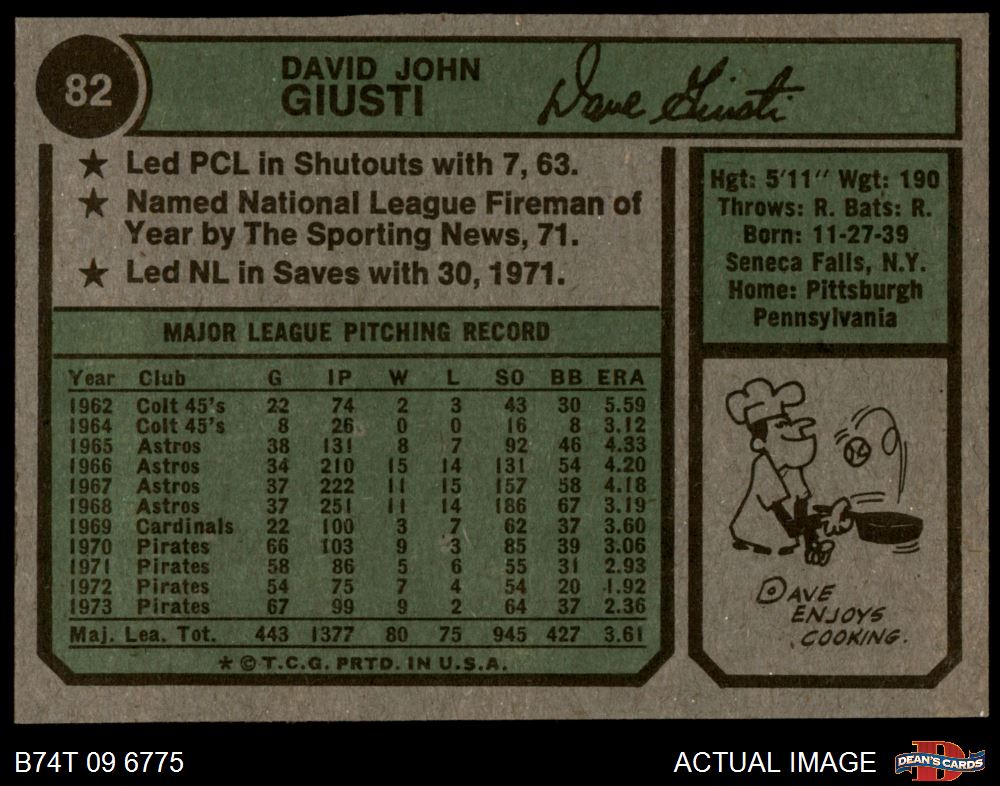 82
DAVID JOHN
GIUSTI
Dave Giusti
★ Led PCL in Shutouts with 7, 63.
★ Named National League Fireman of
Year by The Sporting News, 71.
★ Led NL in Saves with 30, 1971.
Hgt: 5'11" Wgt: 190
Throws: R. Bats: R.
Born: 11-27-39
Seneca Falls, N.Y.
Home: Pittsburgh
Pennsylvania
MAJOR LEAGUE PITCHING RECORD
Year Club G IP W L SO BB ERA
1962 Colt 45's 22 74 2 3 43 30 5.59
1964 Colt 45's 8 26 0 0 16 8 3.12
1965 Astros 38 131 8 7 92 46 4.33
1966 Astros 34 210 15 14 131 54 4.20
1967 Astros 37 222 11 15 157 58 4.18
1968 Astros 37 251 11 14 186 67 3.19
1969 Cardinals 22 100 3 7 62 37 3.60
1970 Pirates 66 103 9 3 85 39 3.06
1971 Pirates 58 86 5 6 55 31 2.93
1972 Pirates 54 75 7 4 54 20 1.92
1973 Pirates 67 99 9 2 64 37 2.36
Maj. Lea. Tot. 443 1377 80 75 945 427 3.61
* © T.C.G. PRTD. IN U.S.A.
DAVE
ENJOYS
COOKING.
B74T 09 6775
ACTUAL IMAGE
DEAN'S CARDS